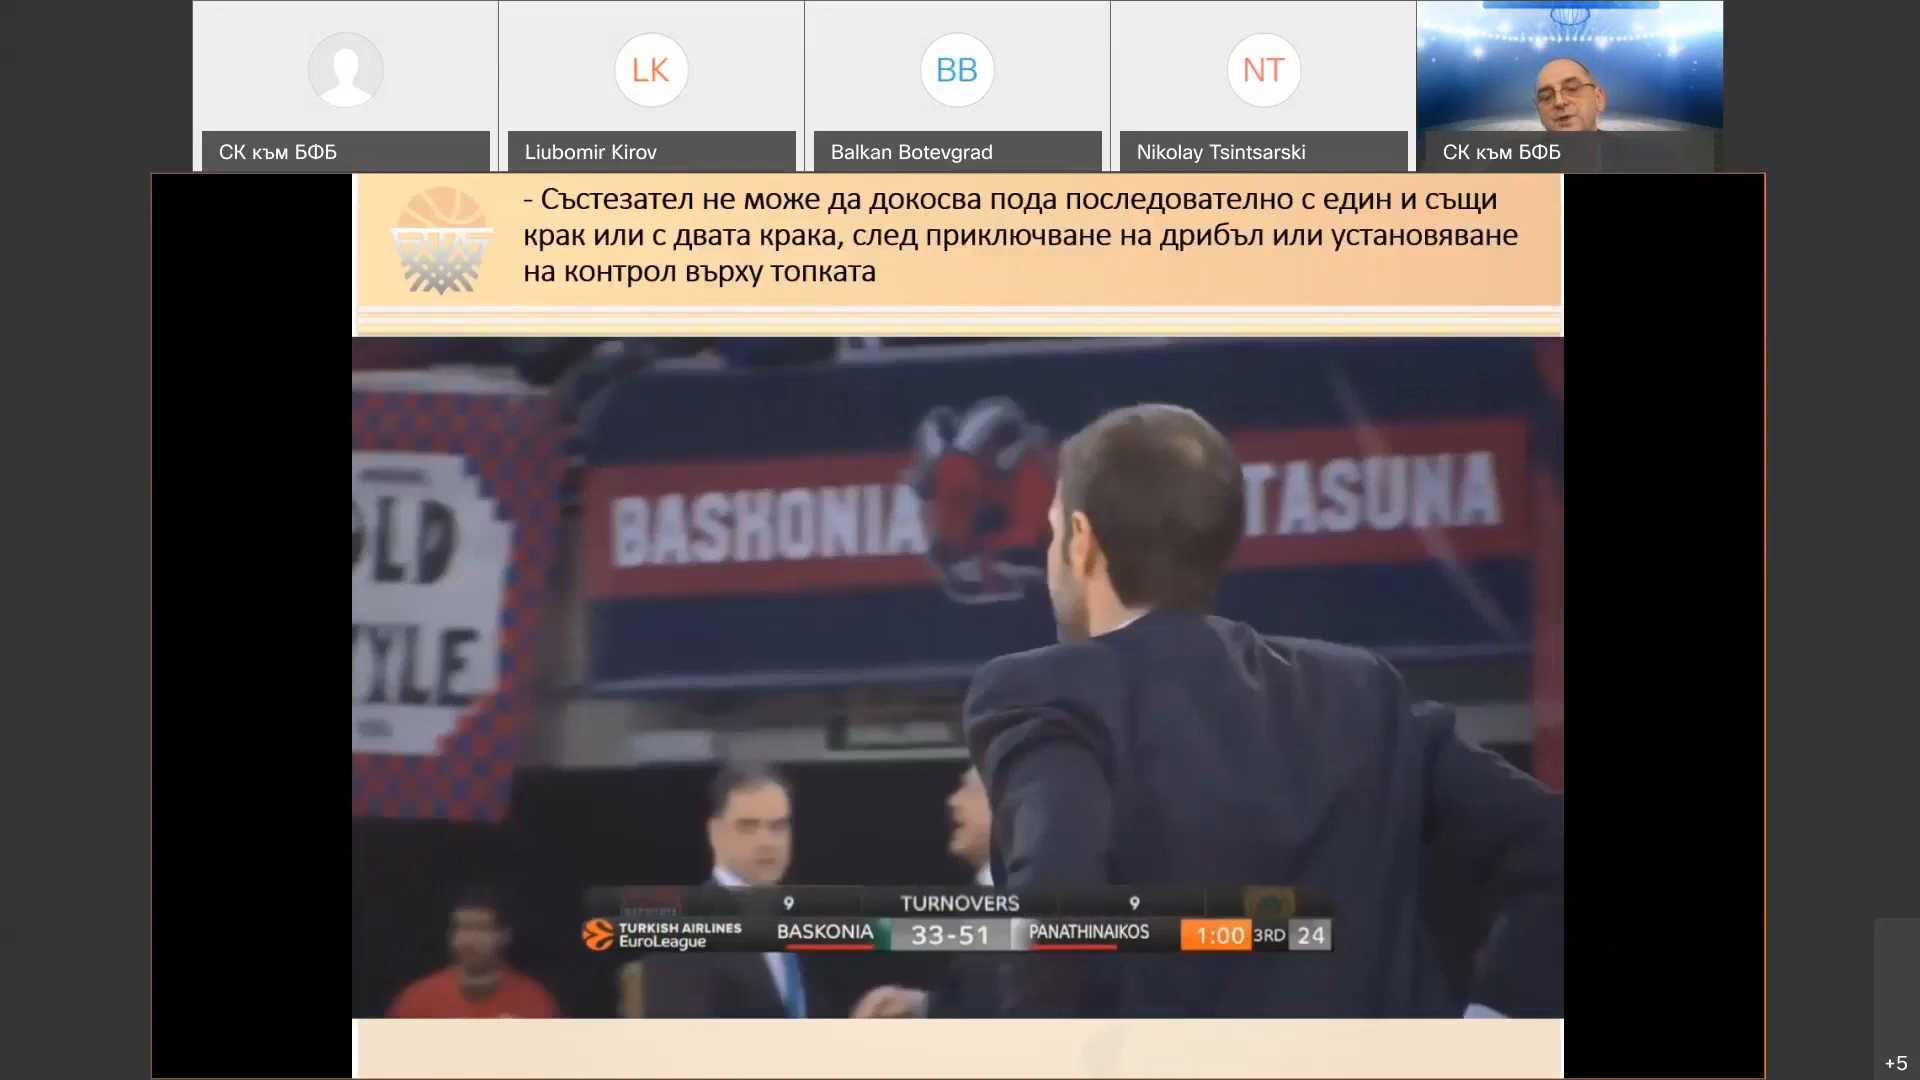 LK
BB
NT
СК към БФБ
Liubomir Kirov
Balkan Botevgrad
Nikolay Tsintsarski
СК към БФБ
- Състезател не може да докосва пода последователно с един и същи
крак или с двата крака, след приключване на дрибъл или установяване
на контрол върху топката
BASKONIA
TASUNA
OLD
YLE
9 TURNOVERS 9
TURKISH AIRLINES
EuroLeague
BASKONIA 33-51 PANATHINAIKOS 1:00 3RD 24
+5